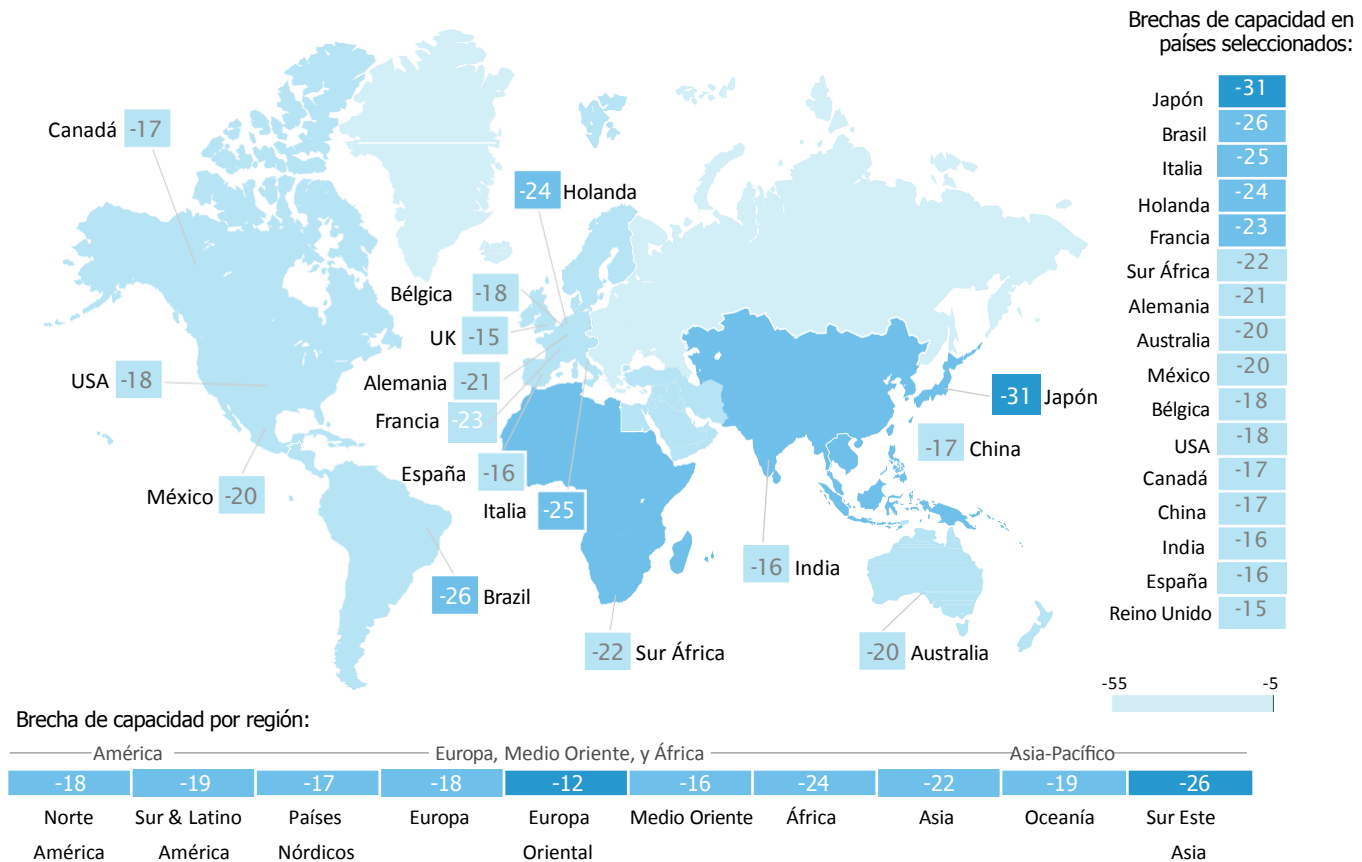 Brechas de capacidad en
países seleccionados:
Japón -31
Brasil -26
Italia -25
Holanda -24
Francia -23
Sur África -22
Alemania -21
Australia -20
México -20
Bélgica -18
USA -18
Canadá -17
China -17
India -16
España -16
Reino Unido -15
-55 -5
Canadá -17
-24 Holanda
Bélgica -18
UK -15
USA -18
Alemania -21
-31 Japón
Francia -23
-17 China
España -16
México -20
Italia -25
-16 India
-26 Brazil
-22 Sur África
-20 Australia
Brecha de capacidad por región:
América Europa, Medio Oriente, y África Asia-Pacífico
-18 -19 -17 -18 -12 -16 -24 -22 -19 -26
Norte Sur & Latino Países Europa Europa Medio Oriente África Asia Oceanía Sur Este
América América Nórdicos Oriental Asia